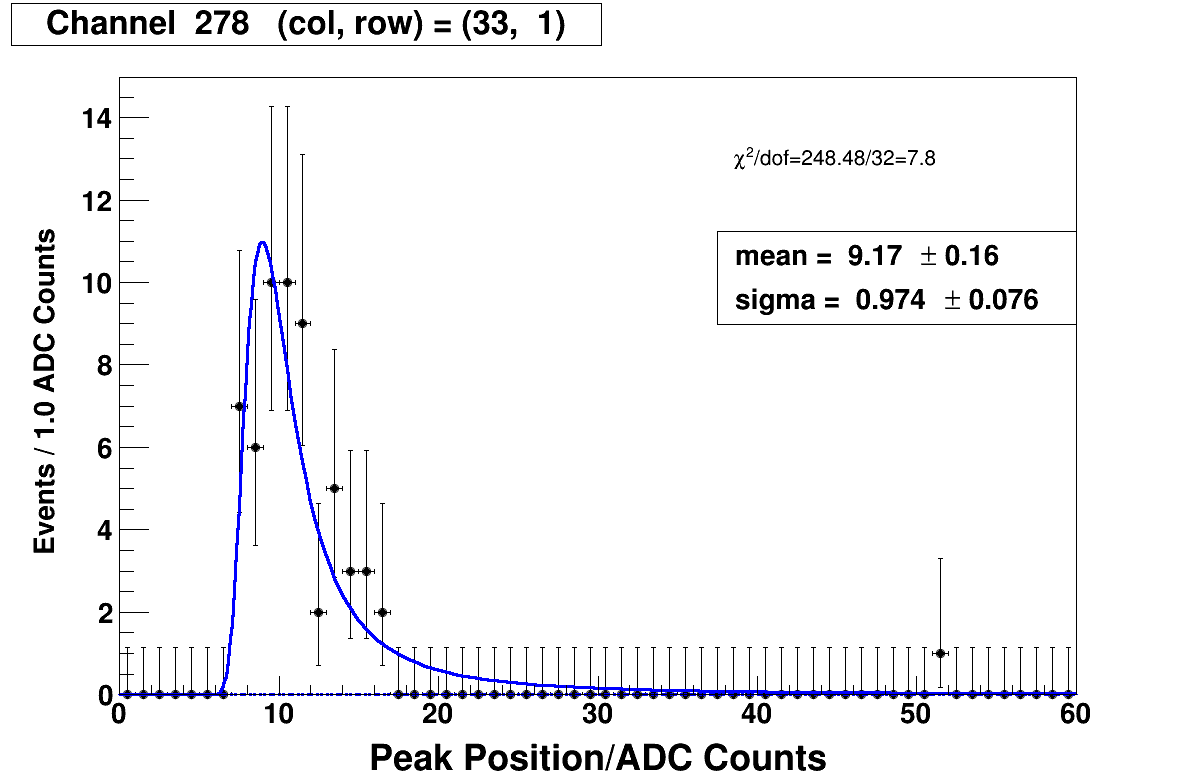 Channel 278 (col, row) = (33, 1)
14
12
10
8
6
4
2
0
Events / 1.0 ADC Counts
χ²/dof=248.48/32=7.8
mean = 9.17 ± 0.16
sigma = 0.974 ± 0.076
0 10 20 30 40 50 60
Peak Position/ADC Counts